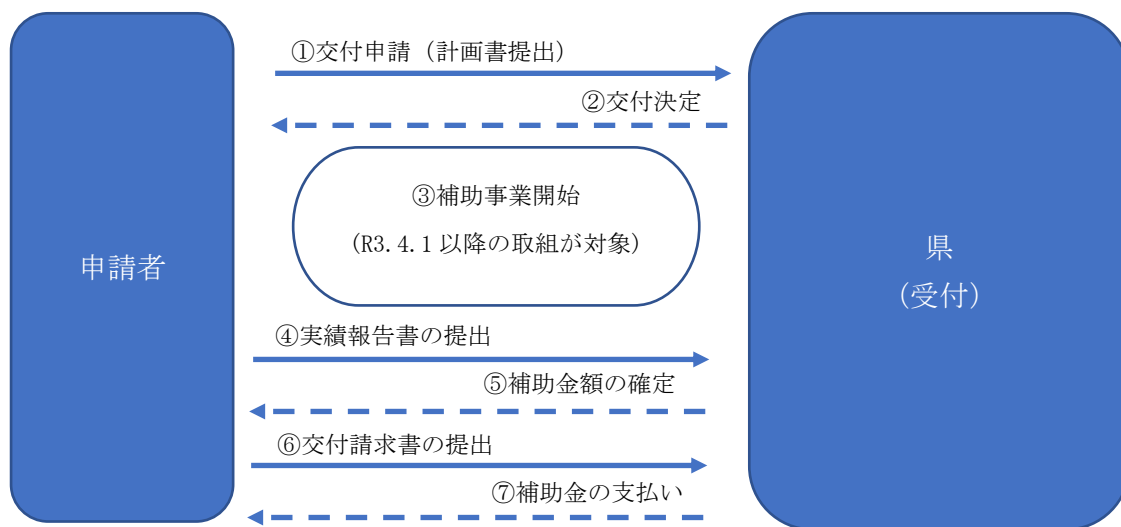 ①交付申請（計画書提出）
②交付決定
③補助事業開始
(R3.4.1 以降の取組が対象)
申請者
県
(受付)
④実績報告書の提出
⑤補助金額の確定
⑥交付請求書の提出
⑦補助金の支払い